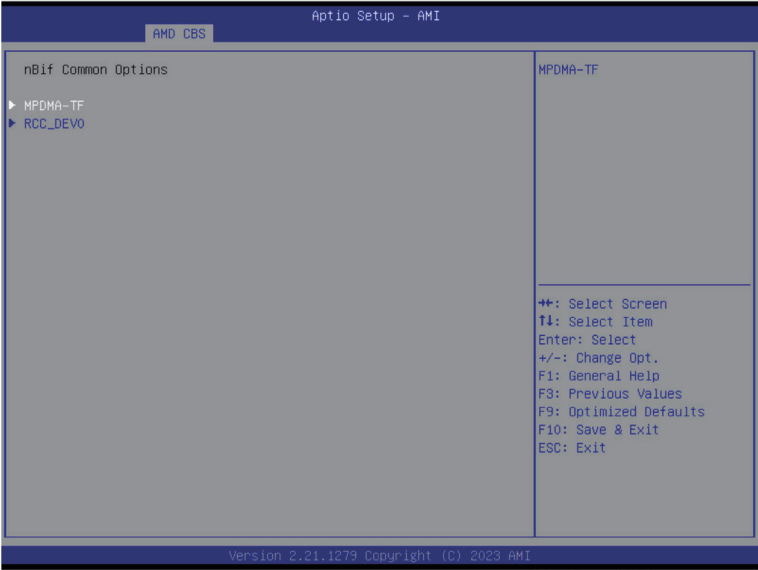 Aptio Setup - AMI
AMD CBS
nBif Common Options
MPDMA-TF
RCC_DEV0
MPDMA-TF
→←: Select Screen
↑↓: Select Item
Enter: Select
+/-: Change Opt.
F1: General Help
F3: Previous Values
F9: Optimized Defaults
F10: Save & Exit
ESC: Exit
Version 2.21.1279 Copyright (C) 2023 AMI